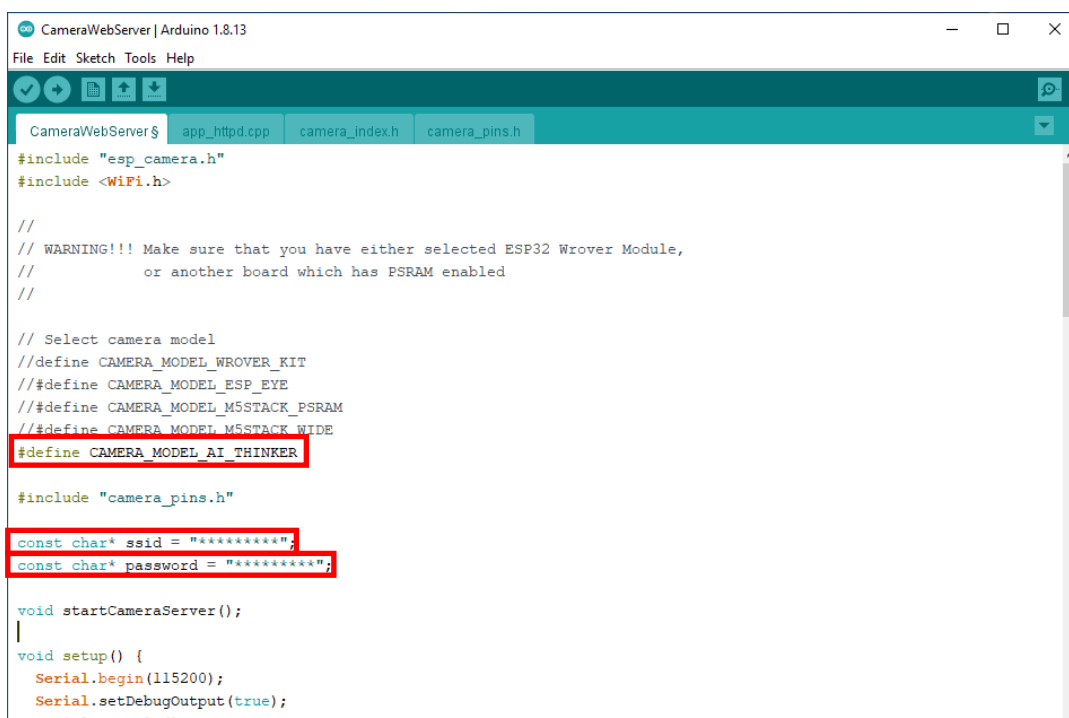 CameraWebServer | Arduino 1.8.13
File Edit Sketch Tools Help
CameraWebServer § app_httpd.cpp camera_index.h camera_pins.h
#include "esp_camera.h"
#include <WiFi.h>
//
// WARNING!!! Make sure that you have either selected ESP32 Wrover Module,
//            or another board which has PSRAM enabled
//
// Select camera model
//define CAMERA_MODEL_WROVER_KIT
//#define CAMERA_MODEL_ESP_EYE
//#define CAMERA_MODEL_M5STACK_PSRAM
//#define CAMERA_MODEL_M5STACK_WIDE
#define CAMERA_MODEL_AI_THINKER
#include "camera_pins.h"
const char* ssid = "*********";
const char* password = "*********";
void startCameraServer();
void setup() {
  Serial.begin(115200);
  Serial.setDebugOutput(true);